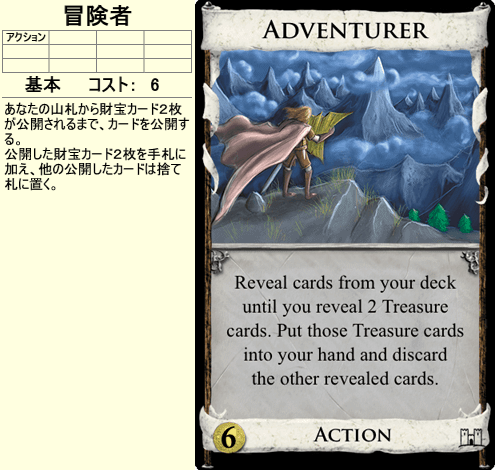 冒険者
アクション
基本 コスト： 6
あなたの山札から財宝カード２枚
が公開されるまで、カードを公開す
る。
公開した財宝カード２枚を手札に
加え、他の公開したカードは捨て
札に置く。
ADVENTURER
Reveal cards from your deck
until you reveal 2 Treasure
cards. Put those Treasure cards
into your hand and discard
the other revealed cards.
6 ACTION